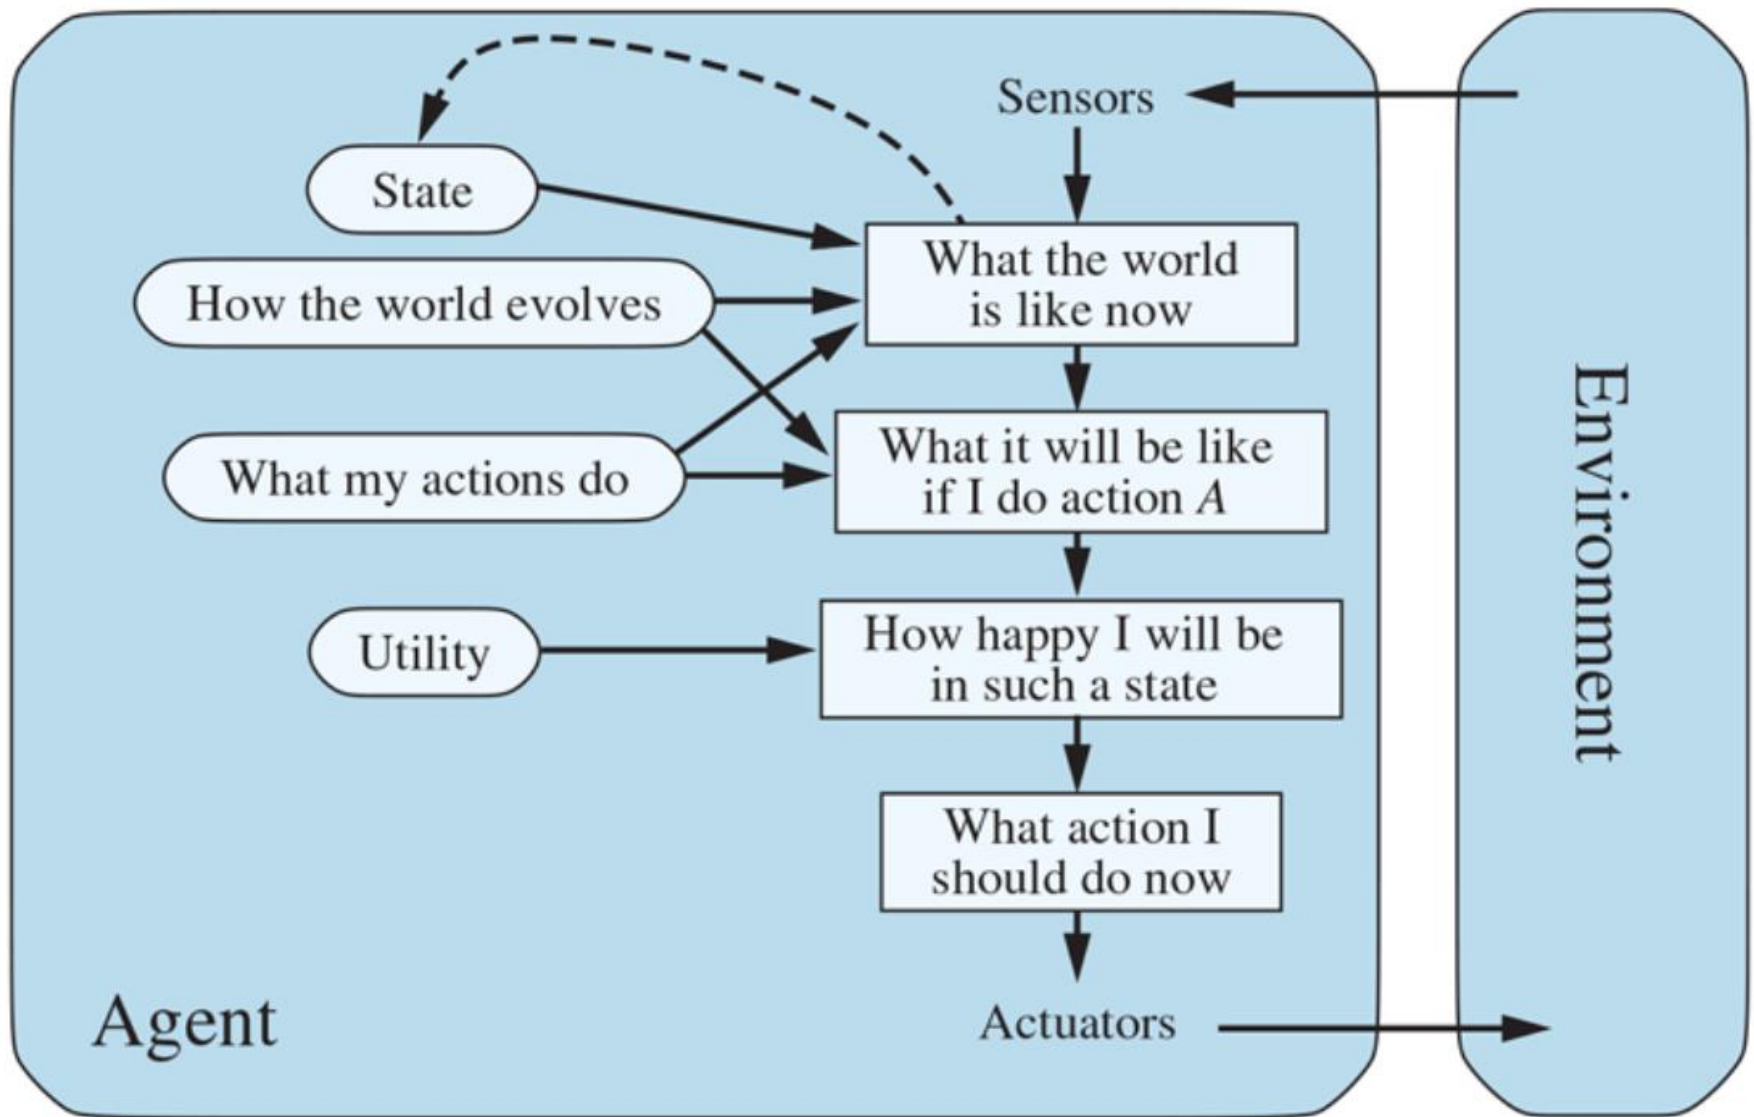 Sensors
State
What the world
is like now
How the world evolves
What my actions do
What it will be like
if I do action A
Utility
How happy I will be
in such a state
What action I
should do now
Agent
Actuators
Environment